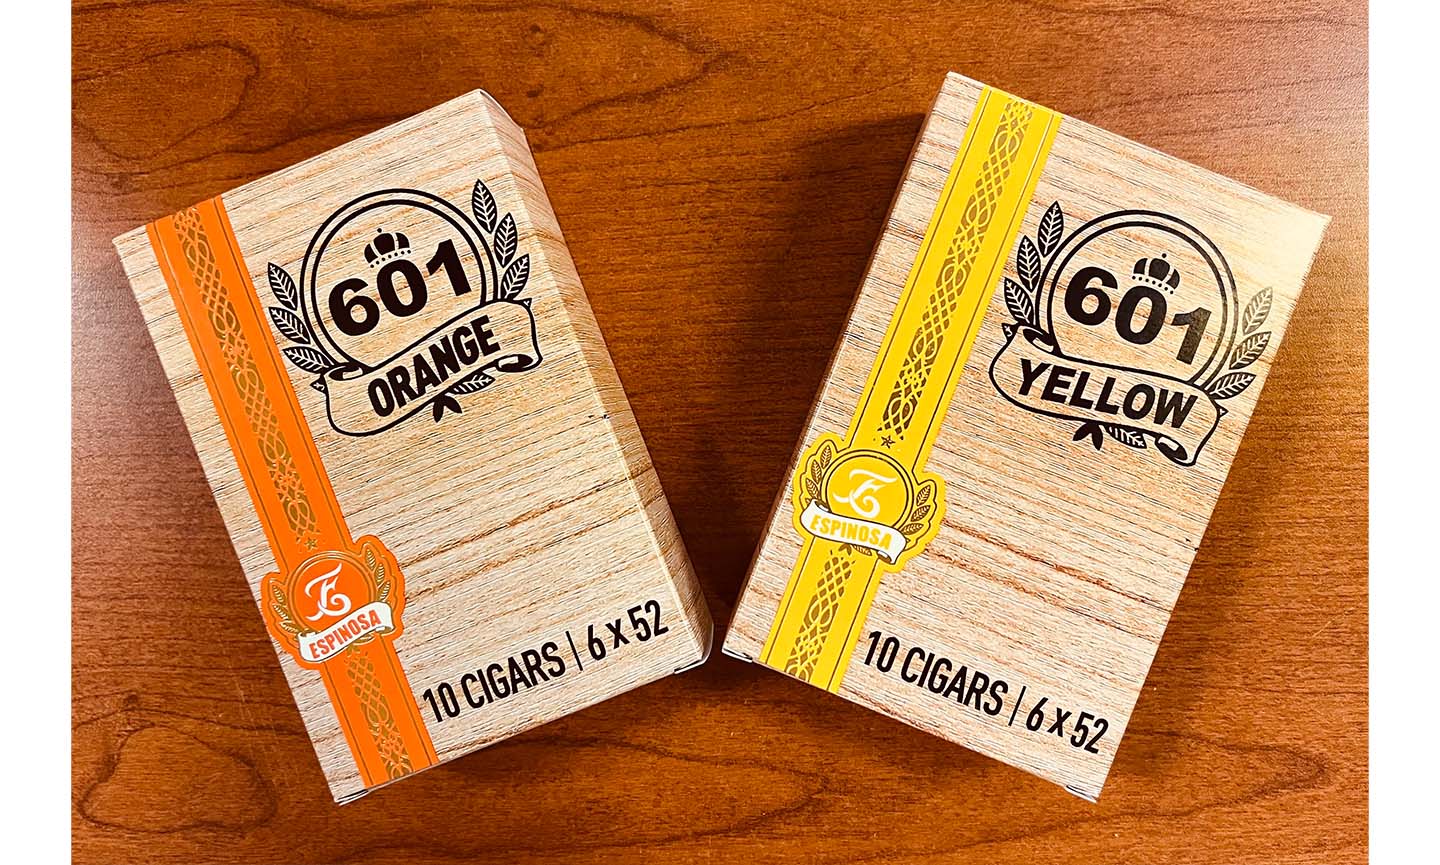 601
ORANGE
E
ESPINOSA
10 CIGARS | 6 x 52
601
YELLOW
E
ESPINOSA
10 CIGARS | 6 x 52